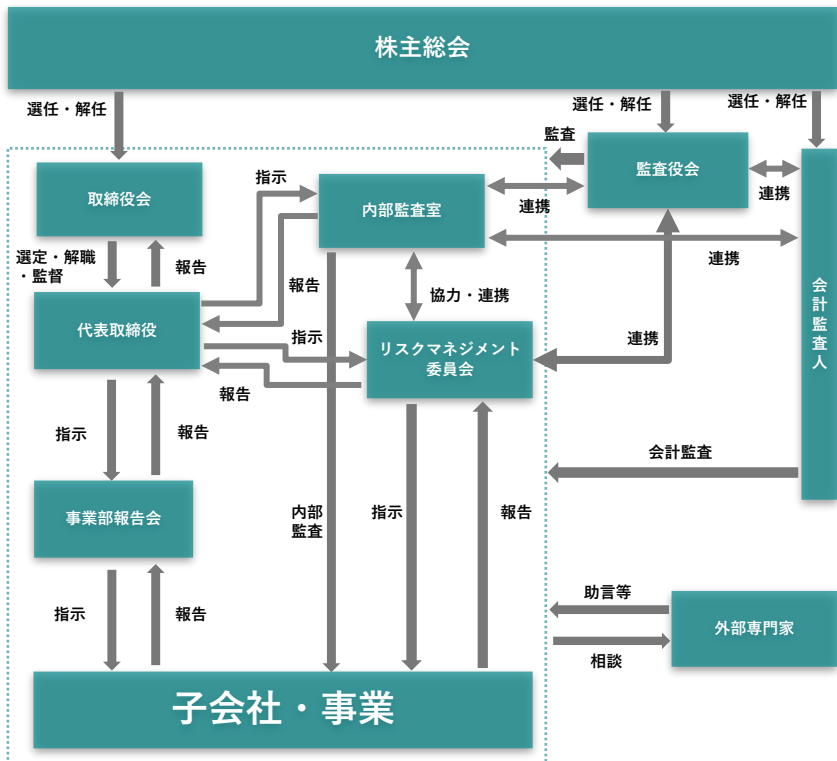 株主総会
選任・解任
選任・解任
選任・解任
監査
監査役会
連携
取締役会
指示
内部監査室
連携
連携
選定・解職
・監督
報告
報告
協力・連携
会計監査人
代表取締役
指示
リスクマネジメント
委員会
連携
報告
指示
報告
会計監査
事業部報告会
内部
監査
指示
報告
指示
報告
助言等
外部専門家
相談
子会社・事業